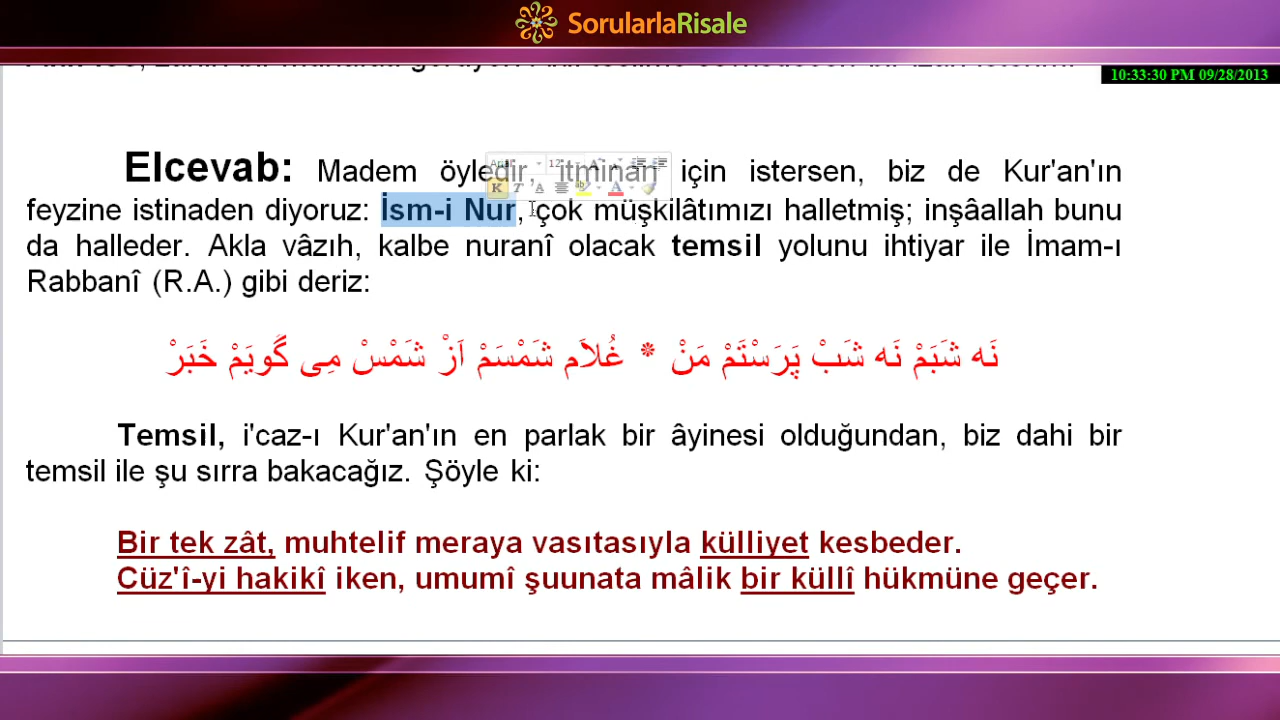 SorularlaRisale
10:33:30 PM 09/28/2013
Elcevab: Madem öyledir, itminan için istersen, biz de Kur'an'ın
feyzine istinaden diyoruz: İsm-i Nur, çok müşkilâtımızı halletmiş; inşâallah bunu
da halleder. Akla vâzıh, kalbe nuranî olacak temsil yolunu ihtiyar ile İmam-ı
Rabbanî (R.A.) gibi deriz:
نَه شَبَمْ نَه شَبْ پَرَسْتَمْ مَنْ * غُلاَمِ شَمْسَمْ اَزْ شَمْسْ مِى گُويَمْ خَبَرْ
Temsil, i'caz-ı Kur'an'ın en parlak bir âyinesi olduğundan, biz dahi bir
temsil ile şu sırra bakacağız. Şöyle ki:
Bir tek zât, muhtelif meraya vasıtasıyla külliyet kesbeder.
Cüz'î-yi hakikî iken, umumî şuunata mâlik bir küllî hükmüne geçer.